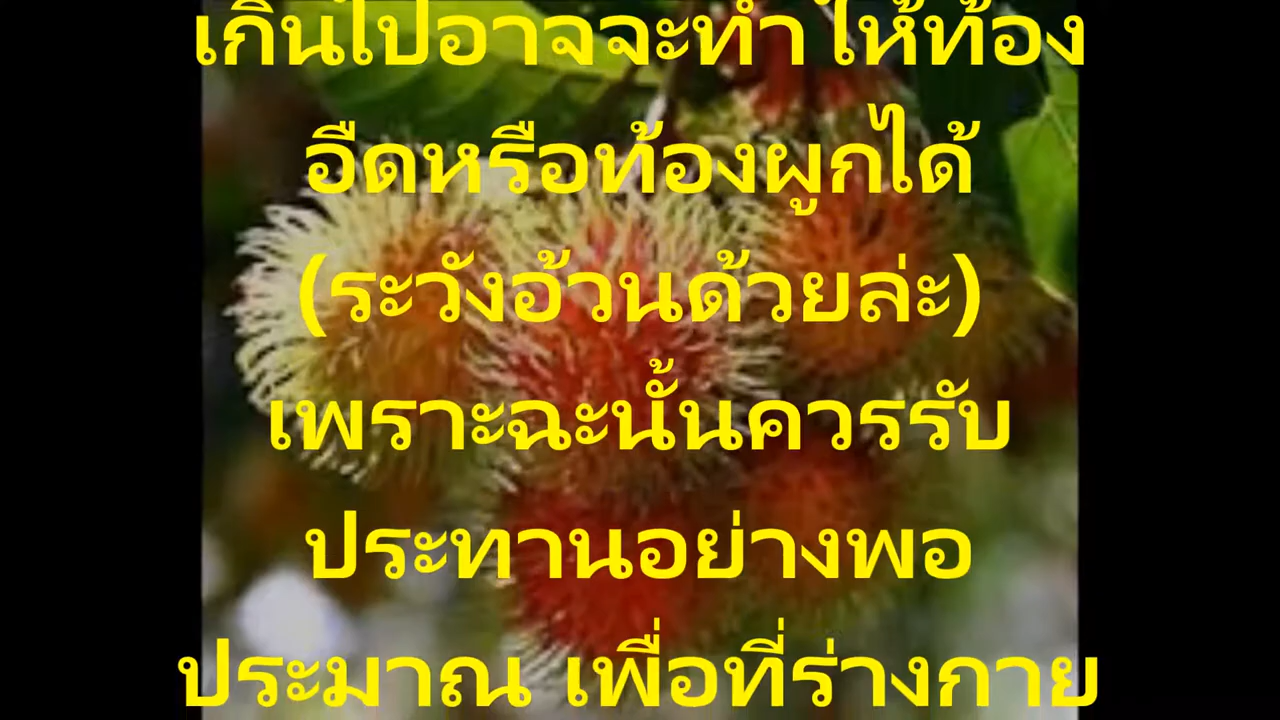 เกินไปอาจจะทำให้ท้อง
อืดหรือท้องผูกได้
(ระวังอ้วนด้วยล่ะ)
เพราะฉะนั้นควรรับ
ประทานอย่างพอ
ประมาณ เพื่อที่ร่างกาย